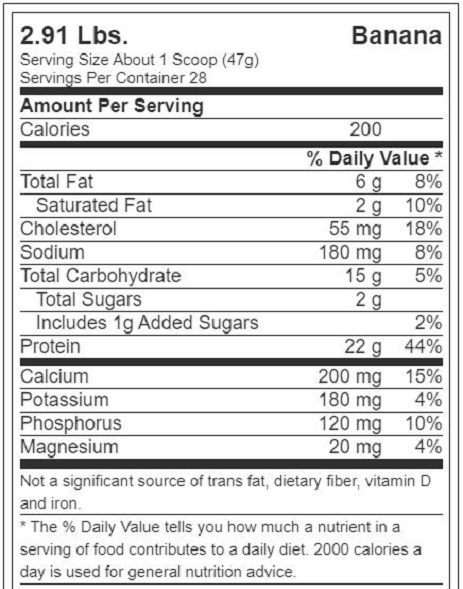 2.91 Lbs. Banana
Serving Size About 1 Scoop (47g)
Servings Per Container 28
Amount Per Serving
Calories 200
% Daily Value *
Total Fat 6 g 8%
Saturated Fat 2 g 10%
Cholesterol 55 mg 18%
Sodium 180 mg 8%
Total Carbohydrate 15 g 5%
Total Sugars 2 g
Includes 1g Added Sugars 2%
Protein 22 g 44%
Calcium 200 mg 15%
Potassium 180 mg 4%
Phosphorus 120 mg 10%
Magnesium 20 mg 4%
Not a significant source of trans fat, dietary fiber, vitamin D
and iron.
* The % Daily Value tells you how much a nutrient in a
serving of food contributes to a daily diet. 2000 calories a
day is used for general nutrition advice.